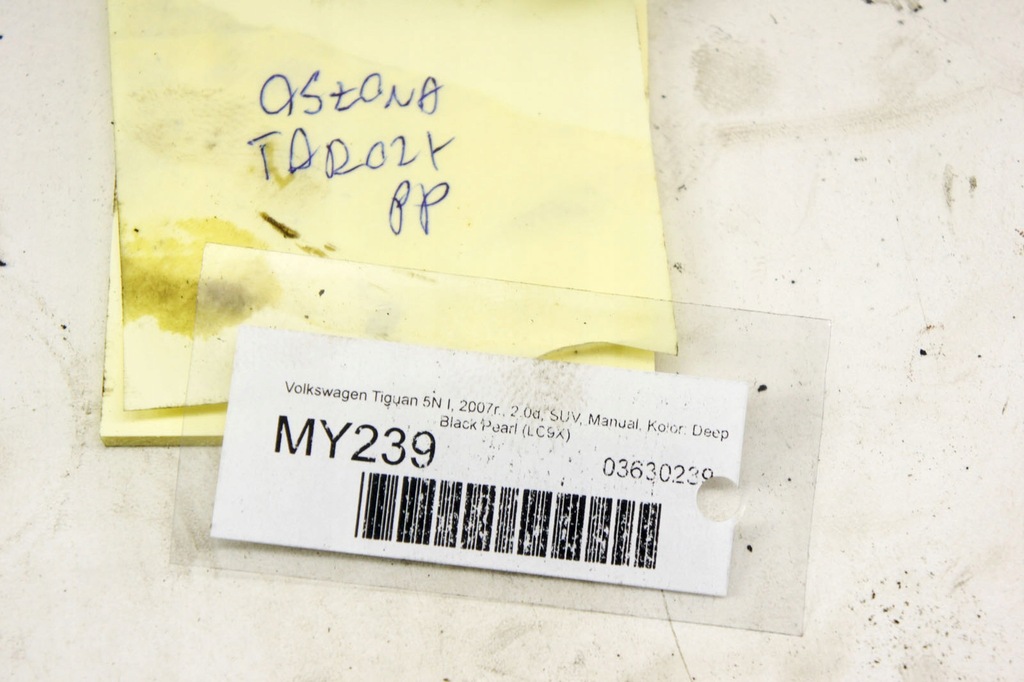 OSŁONA
TARCZY
PP
Volkswagen Tiguan 5N I, 2007r., 2.0d, SUV, Manual, Kolor: Deep
Black Pearl (LC9X)
MY239
03630239